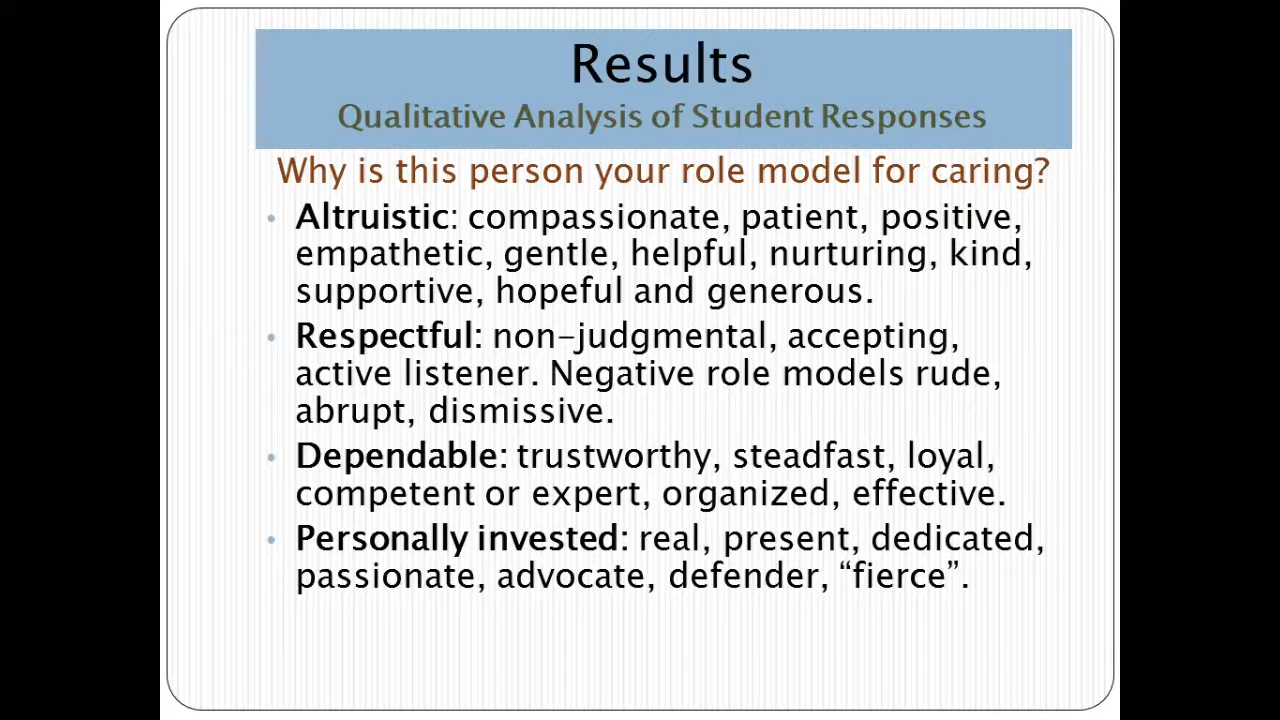 Results
Qualitative Analysis of Student Responses
Why is this person your role model for caring?
• Altruistic: compassionate, patient, positive,
empathetic, gentle, helpful, nurturing, kind,
supportive, hopeful and generous.
• Respectful: non-judgmental, accepting,
active listener. Negative role models rude,
abrupt, dismissive.
• Dependable: trustworthy, steadfast, loyal,
competent or expert, organized, effective.
• Personally invested: real, present, dedicated,
passionate, advocate, defender, “fierce”.